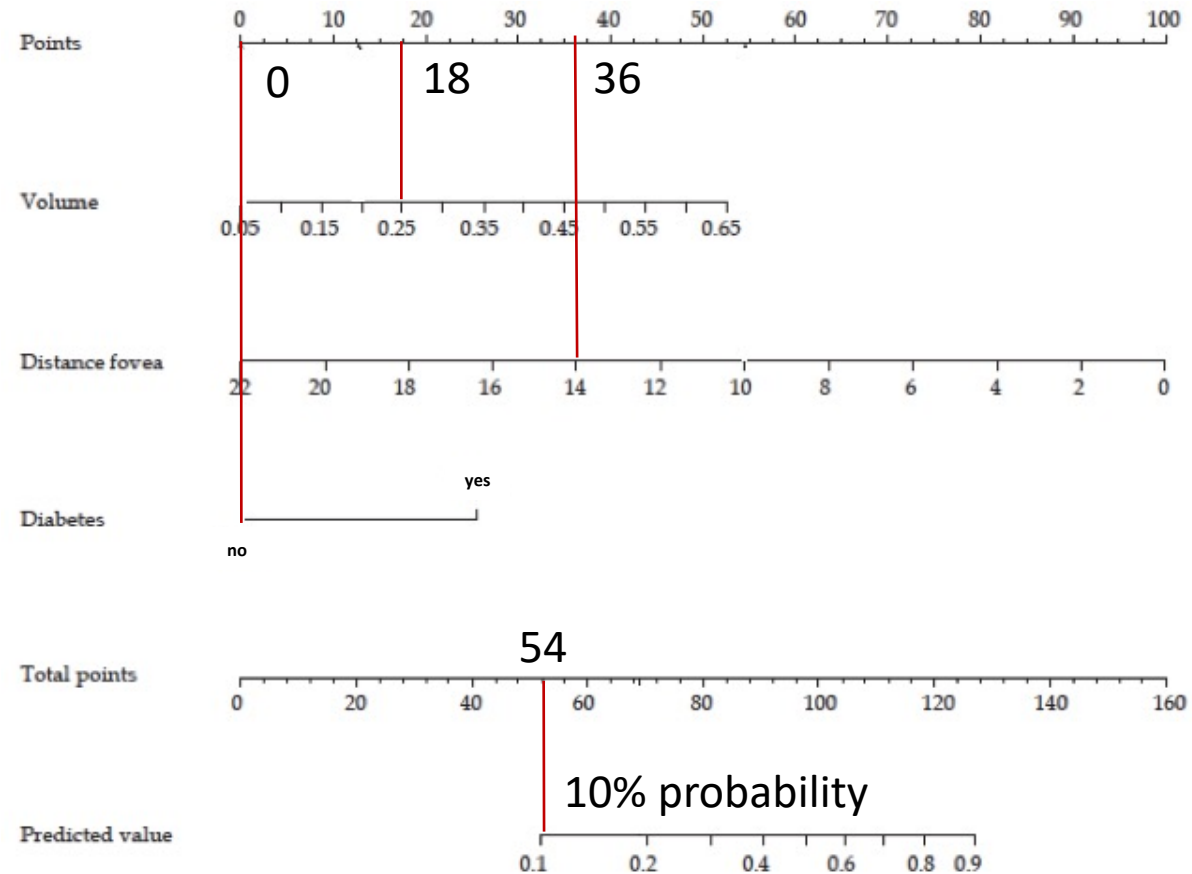 0 10 20 30 40 50 60 70 80 90 100
Points
0 18 36
Volume
0.05 0.15 0.25 0.35 0.45 0.55 0.65
Distance fovea
22 20 18 16 14 12 10 8 6 4 2 0
yes
Diabetes
no
54
Total points
0 20 40 60 80 100 120 140 160
10% probability
Predicted value
0.1 0.2 0.4 0.6 0.8 0.9